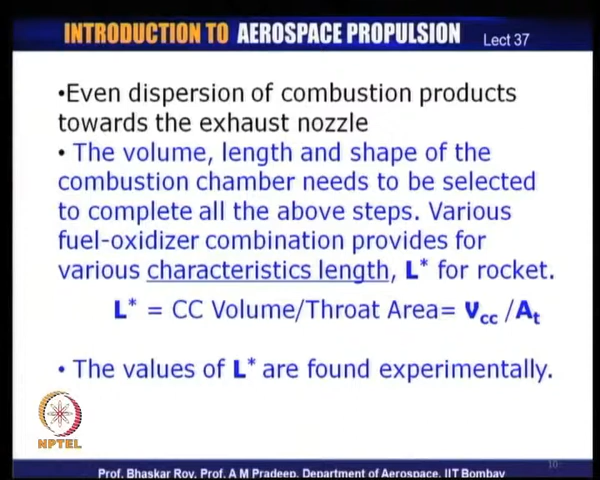 INTRODUCTION TO AEROSPACE PROPULSION Lect 37
•Even dispersion of combustion products
towards the exhaust nozzle
• The volume, length and shape of the
combustion chamber needs to be selected
to complete all the above steps. Various
fuel-oxidizer combination provides for
various characteristics length, L* for rocket.
L* = CC Volume/Throat Area= Vcc /At
• The values of L* are found experimentally.
NPTEL
10
Prof. Bhaskar Roy, Prof. A M Pradeep, Department of Aerospace, IIT Bombay